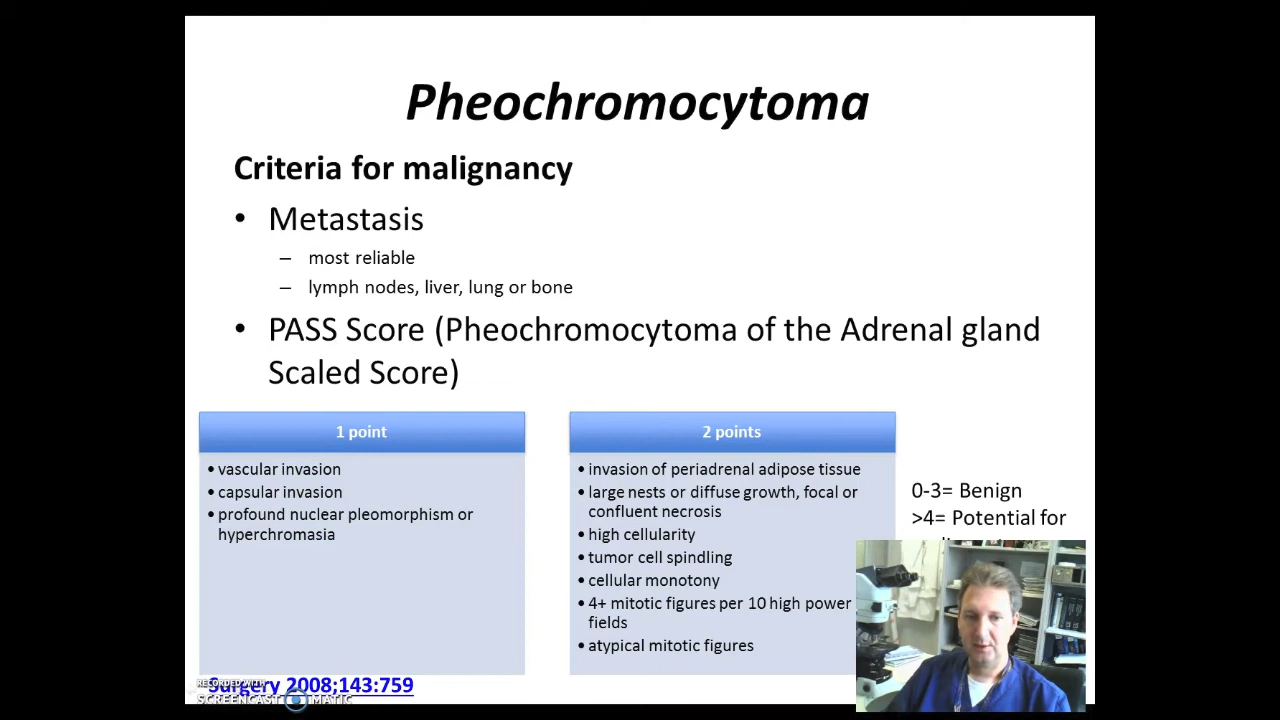 Pheochromocytoma
Criteria for malignancy
• Metastasis
– most reliable
– lymph nodes, liver, lung or bone
• PASS Score (Pheochromocytoma of the Adrenal gland
Scaled Score)
1 point
• vascular invasion
• capsular invasion
• profound nuclear pleomorphism or
hyperchromasia
2 points
• invasion of periadrenal adipose tissue
• large nests or diffuse growth, focal or
confluent necrosis
• high cellularity
• tumor cell spindling
• cellular monotony
• 4+ mitotic figures per 10 high power
fields
• atypical mitotic figures
0-3= Benign
>4= Potential for
Surgery 2008;143:759
RECORDED WITH
SCREENCAST MATIC